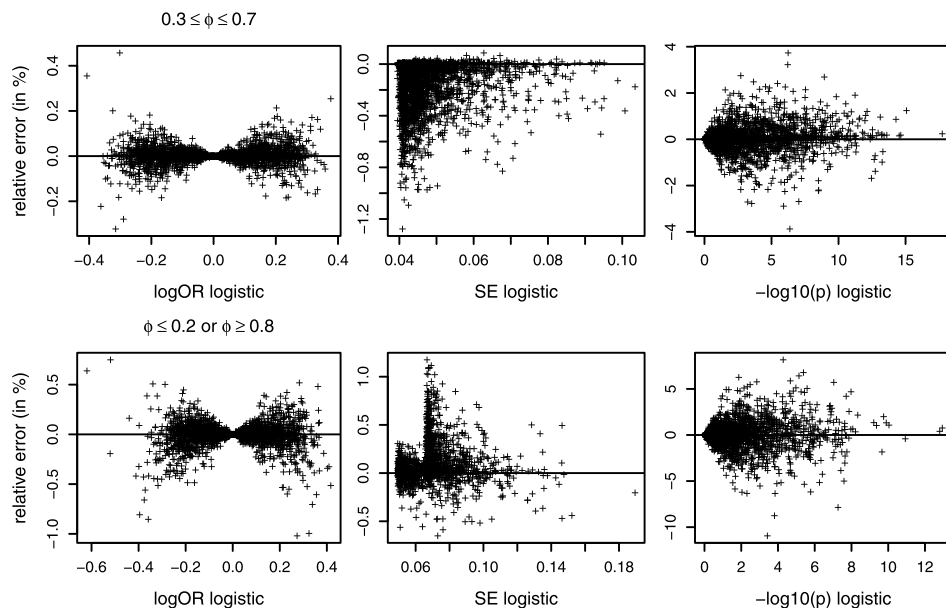 0.3 ≤ ϕ ≤ 0.7
relative error (in %)
0.4
0.2
0.0
−0.2
−0.4 −0.2 0.0 0.2 0.4
logOR logistic
0.0
−0.4
−0.8
−1.2
0.04 0.06 0.08 0.10
SE logistic
4
2
0
−2
−4
0 5 10 15
−log10(p) logistic
ϕ ≤ 0.2 or ϕ ≥ 0.8
relative error (in %)
0.5
0.0
−0.5
−1.0
−0.6 −0.4 −0.2 0.0 0.2 0.4
logOR logistic
1.0
0.5
0.0
−0.5
0.06 0.10 0.14 0.18
SE logistic
5
0
−5
−10
0 2 4 6 8 10 12
−log10(p) logistic